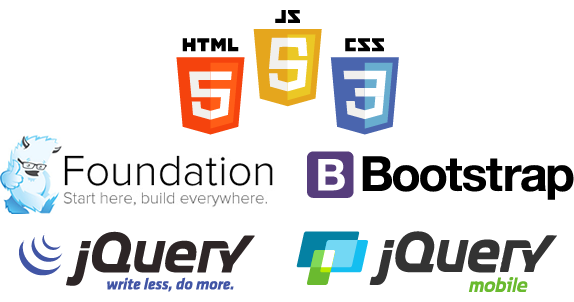 JS
HTML CSS
5 5 3
Foundation
Start here, build everywhere.
B Bootstrap
jQuery
write less, do more.
jQuery
mobile